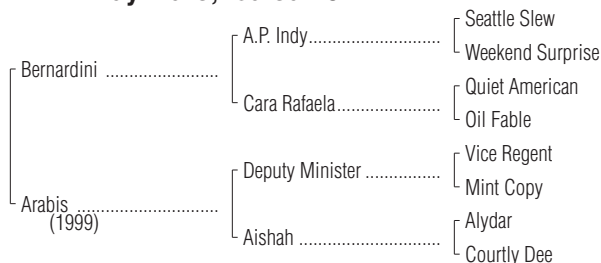 Seattle Slew
A.P. Indy
Weekend Surprise
Bernardini
Quiet American
Cara Rafaela
Oil Fable
Vice Regent
Deputy Minister
Mint Copy
Arabis
(1999)
Alydar
Aishah
Courtly Dee